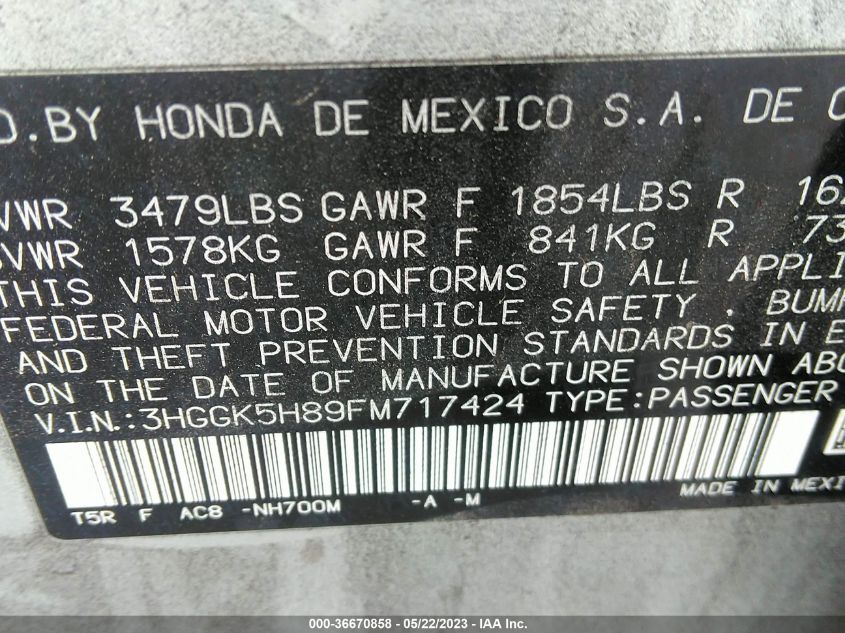 D.BY HONDA DE MEXICO S.A. DE C
VWR 3479LBS GAWR F 1854LBS R 16
GVWR 1578KG GAWR F 841KG R 73
THIS VEHICLE CONFORMS TO ALL APPLI
FEDERAL MOTOR VEHICLE SAFETY , BUM
AND THEFT PREVENTION STANDARDS IN E
ON THE DATE OF MANUFACTURE SHOWN ABO
V.I.N.:3HGGK5H89FM717424 TYPE:PASSENGER
T5R F AC8 -NH700M -A -M MADE IN MEXI
000-36670858 - 05/22/2023 - IAA Inc.